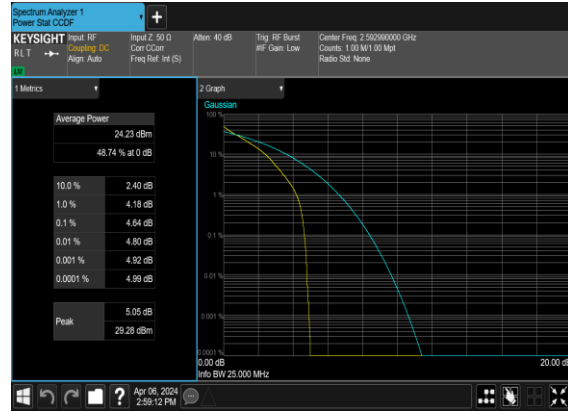 Spectrum Analyzer 1
Power Stat CCDF
KEYSIGHT
RLT
LXI
Input: RF
Coupling: DC
Align: Auto
Input Z: 50 Ω
Corr CCorr
Freq Ref: Int (S)
Atten: 40 dB
Trig: RF Burst
#IF Gain: Low
Center Freq: 2.592990000 GHz
Counts: 1.00 M/1.00 Mpt
Radio Std: None
1 Metrics
Average Power
24.23 dBm
48.74 % at 0 dB
10.0 % 2.40 dB
1.0 % 4.18 dB
0.1 % 4.64 dB
0.01 % 4.80 dB
0.001 % 4.92 dB
0.0001 % 4.99 dB
Peak 5.05 dB
29.28 dBm
2 Graph
Gaussian
100 %
10 %
1 %
0.1 %
0.01 %
0.001 %
0.0001 %
0.00 dB
20.00 dB
Info BW 25.000 MHz
?
Apr 06, 2024
2:59:12 PM